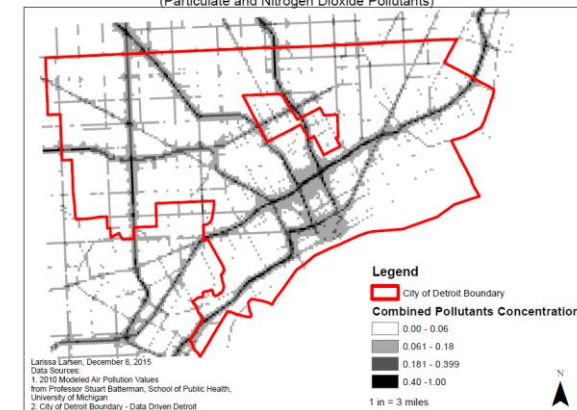 (Particulate and Nitrogen Dioxide Pollutants)
Legend
City of Detroit Boundary
Combined Pollutants Concentration
0.00 - 0.06
0.061 - 0.18
0.181 - 0.399
0.40 -1.00
1 in = 3 miles
N
Larissa Larsen, December 8, 2015
Data Sources:
1. 2010 Modeled Air Pollution Values
from Professor Stuart Batterman, School of Public Health,
University of Michigan
2. City of Detroit Boundary - Data Driven Detroit